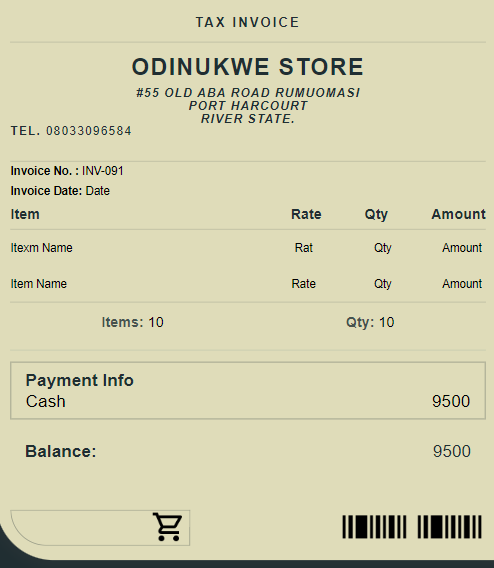 TAX INVOICE
ODINUKWE STORE
#55 OLD ABA ROAD RUMUOMASI
PORT HARCOURT
RIVER STATE.
TEL. 08033096584
Invoice No. : INV-091
Invoice Date: Date
Item Rate Qty Amount
Itexm Name Rat Qty Amount
Item Name Rate Qty Amount
Items: 10 Qty: 10
Payment Info
Cash 9500
Balance: 9500